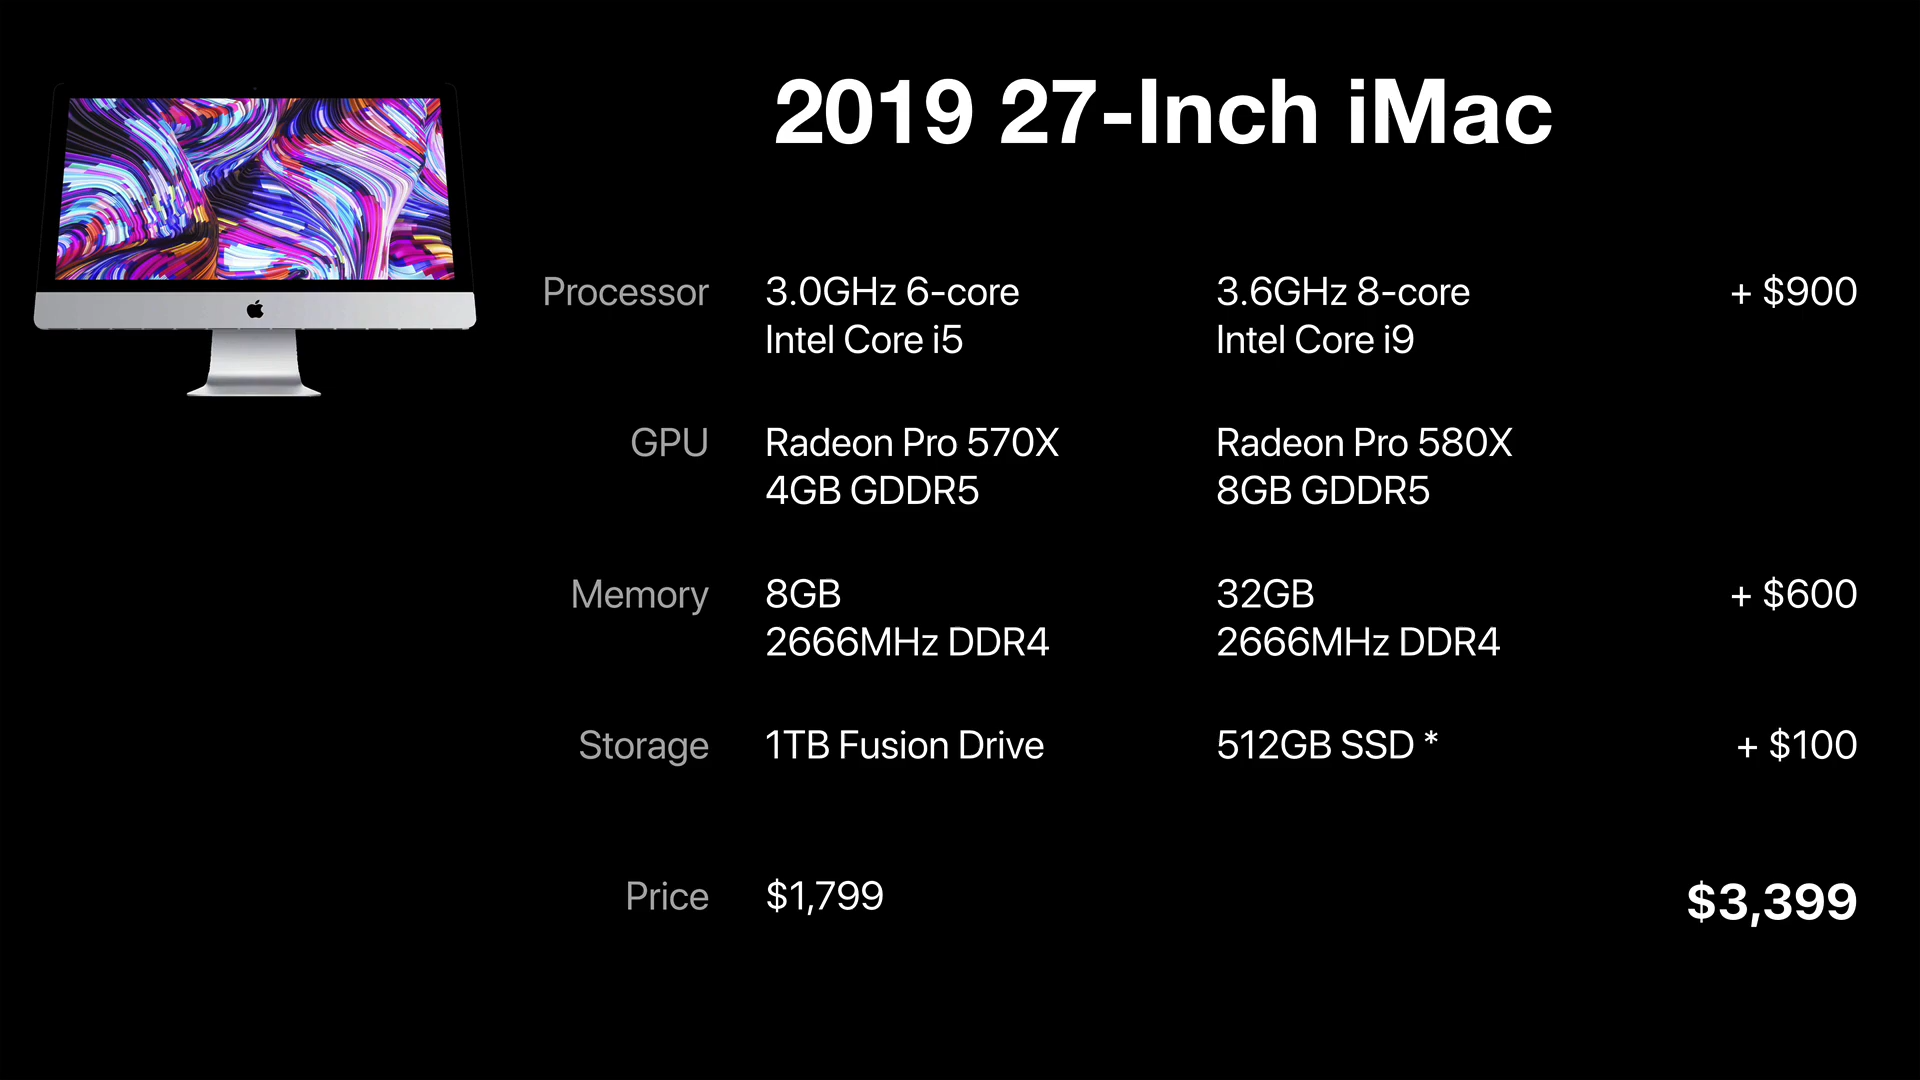 2019 27-Inch iMac
Processor 3.0GHz 6-core 3.6GHz 8-core + $900
Intel Core i5 Intel Core i9
GPU Radeon Pro 570X Radeon Pro 580X
4GB GDDR5 8GB GDDR5
Memory 8GB 32GB + $600
2666MHz DDR4 2666MHz DDR4
Storage 1TB Fusion Drive 512GB SSD * + $100
Price $1,799 $3,399